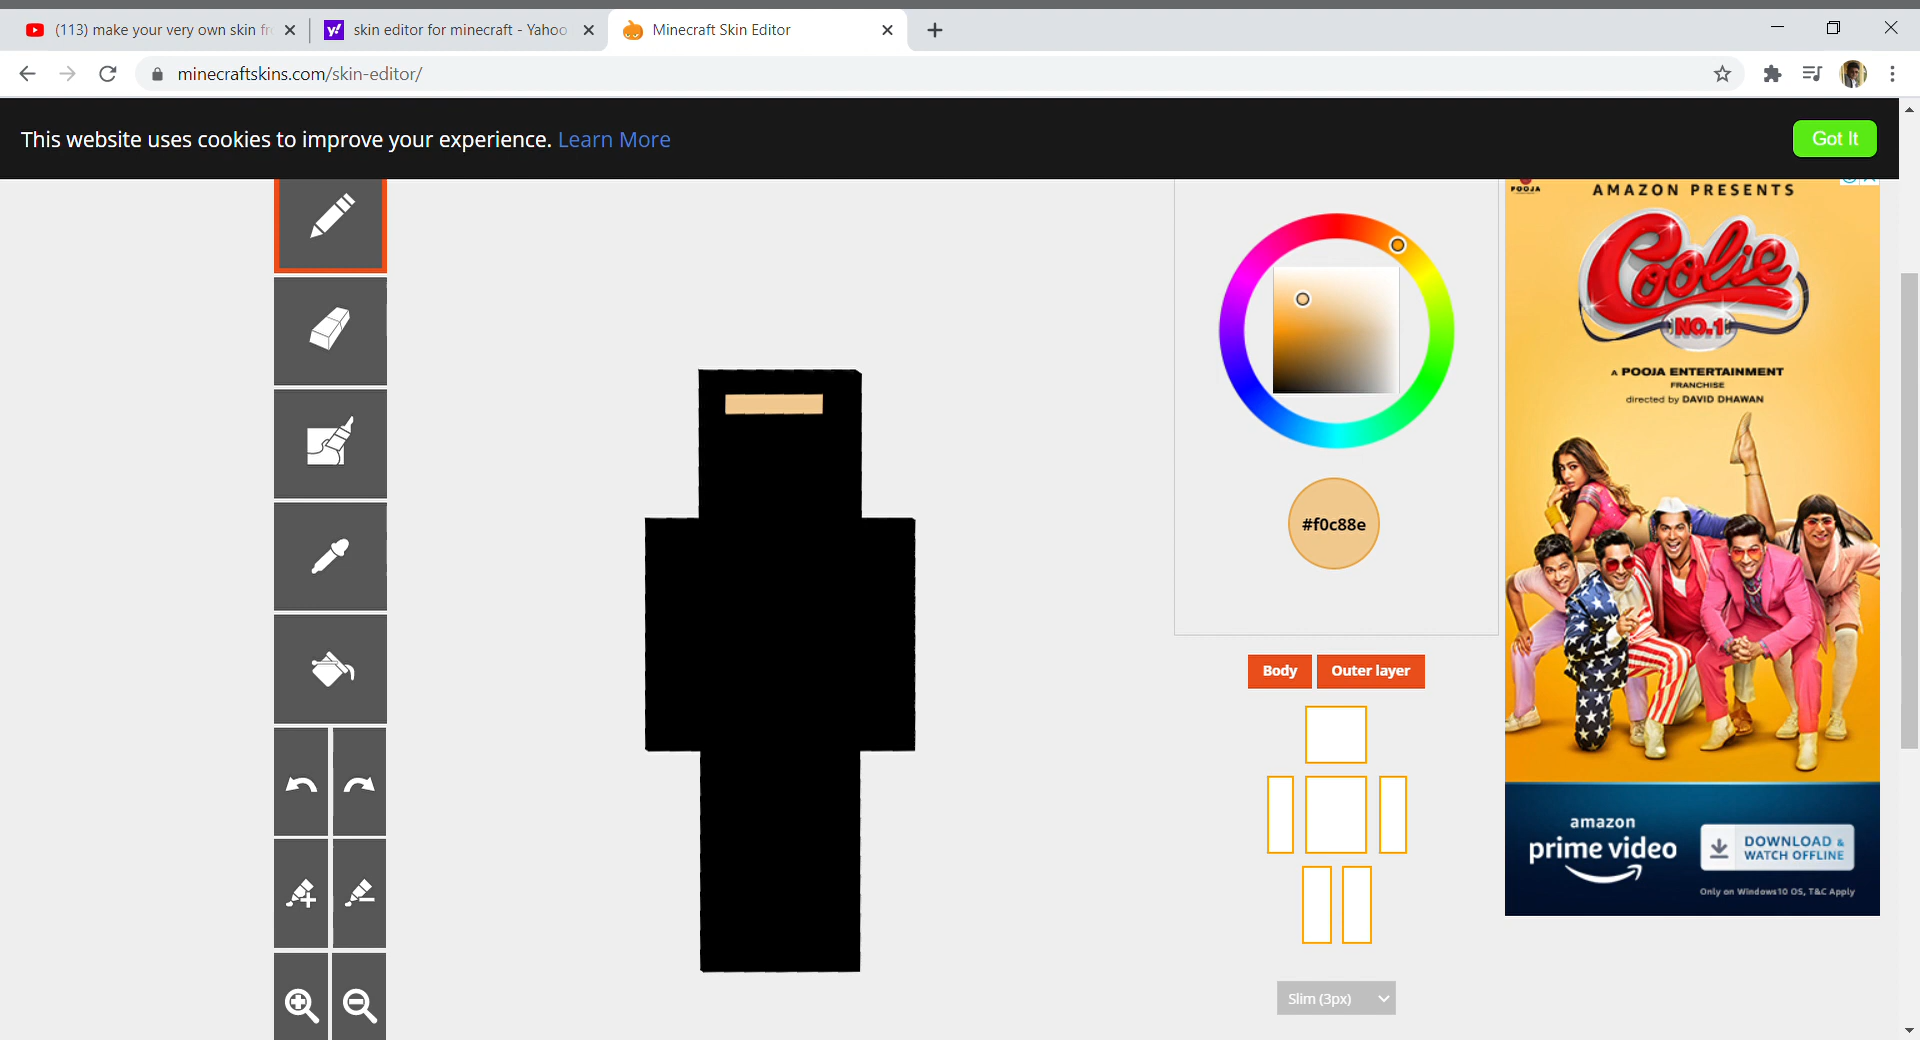 (113) make your very own skin fr
skin editor for minecraft - Yahoo
Minecraft Skin Editor
minecraftskins.com/skin-editor/
This website uses cookies to improve your experience. Learn More
Got It
POOJA
AMAZON PRESENTS
Coolie
NO.1
A POOJA ENTERTAINMENT
FRANCHISE
directed by DAVID DHAWAN
#f0c88e
Body
Outer layer
amazon
prime video
DOWNLOAD &
WATCH OFFLINE
Only on Windows10 OS, T&C Apply
Slim (3px)